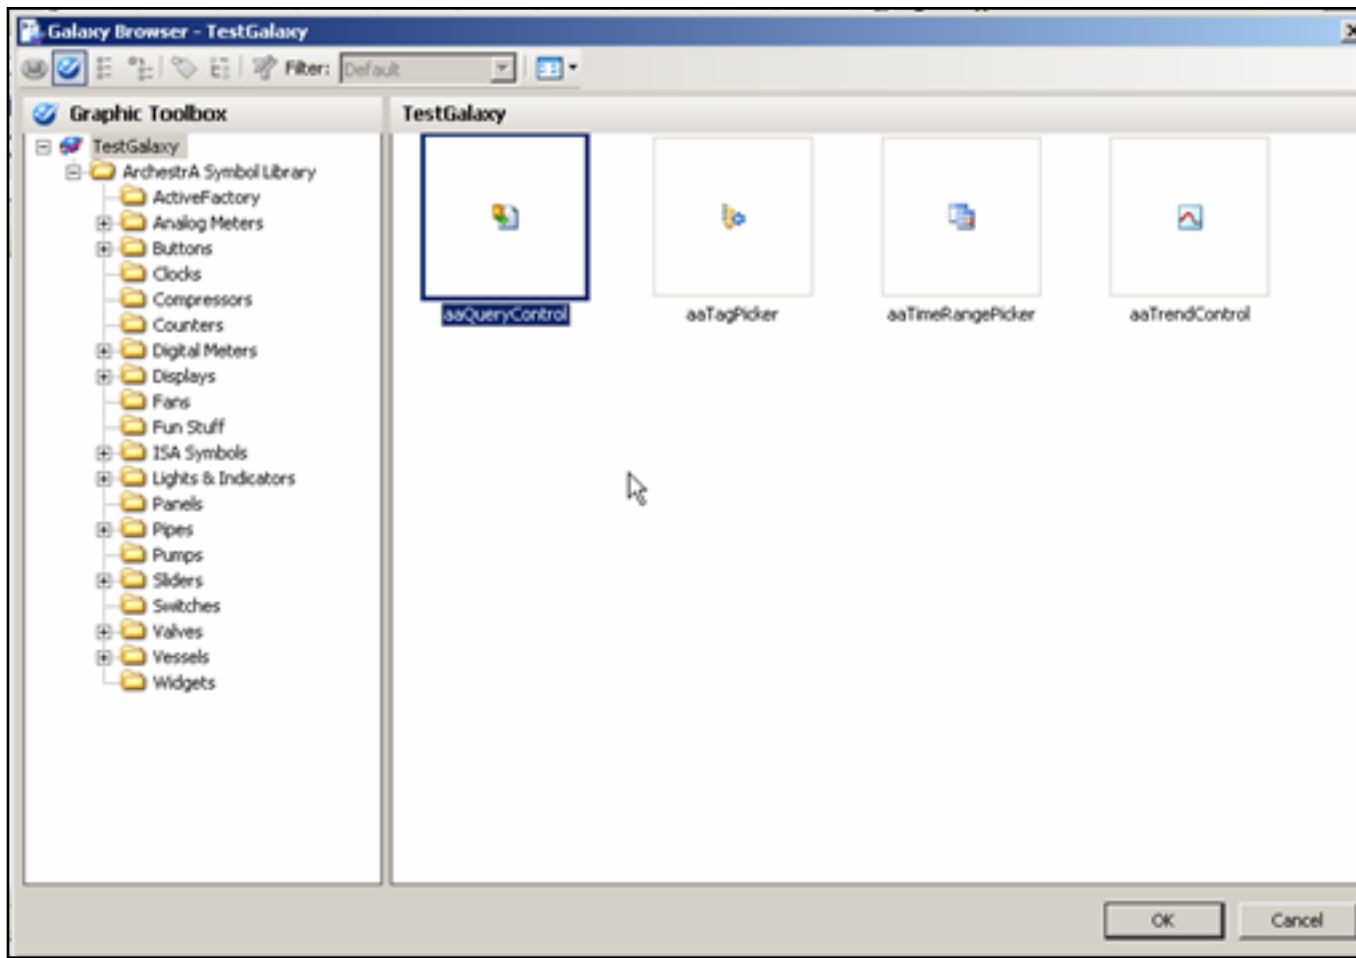 Galaxy Browser - TestGalaxy
Filter: Default
Graphic Toolbox
TestGalaxy
ArchestrA Symbol Library
ActiveFactory
Analog Meters
Buttons
Clocks
Compressors
Counters
Digital Meters
Displays
Fans
Fun Stuff
ISA Symbols
Lights & Indicators
Panels
Pipes
Pumps
Sliders
Switches
Valves
Vessels
Widgets
TestGalaxy
aaQueryControl
aaTagPicker
aaTimeRangePicker
aaTrendControl
OK
Cancel